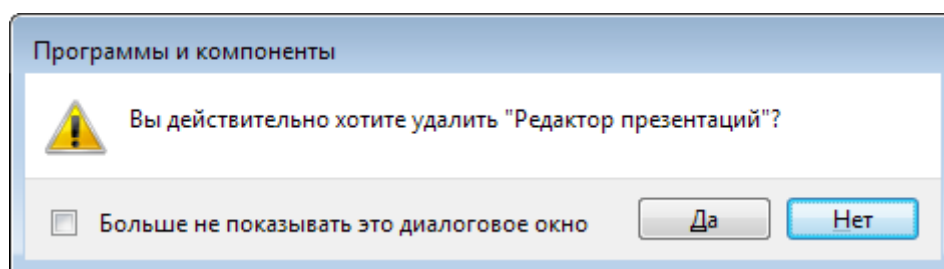 Программы и компоненты
Вы действительно хотите удалить "Редактор презентаций"?
Больше не показывать это диалоговое окно
Да
Нет